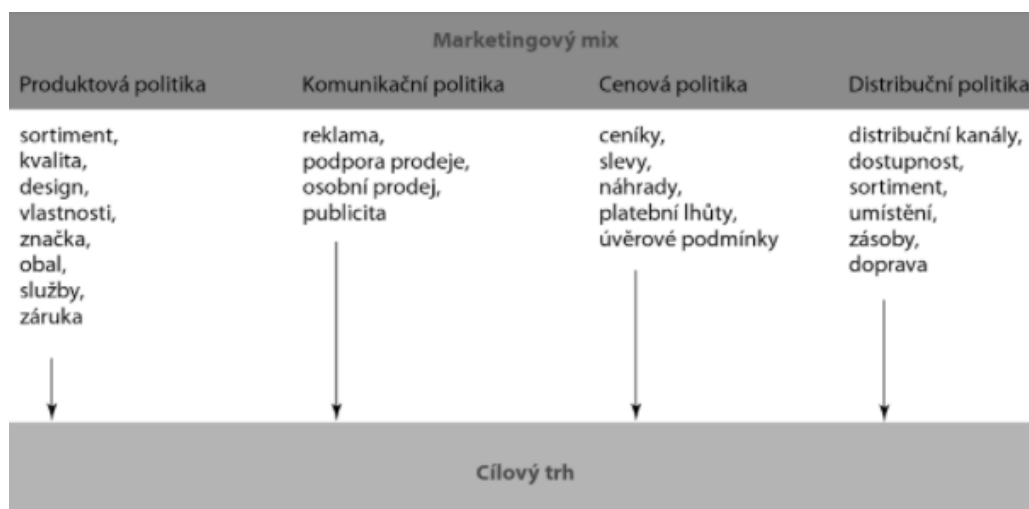 Marketingový mix
Produktová politika
Komunikační politika
Cenová politika
Distribuční politika
sortiment,
kvalita,
design,
vlastnosti,
značka,
obal,
služby,
záruka
reklama,
podpora prodeje,
osobní prodej,
publicita
ceníky,
slevy,
náhrady,
platební lhůty,
úvěrové podmínky
distribuční kanály,
dostupnost,
sortiment,
umístění,
zásoby,
doprava
Cílový trh